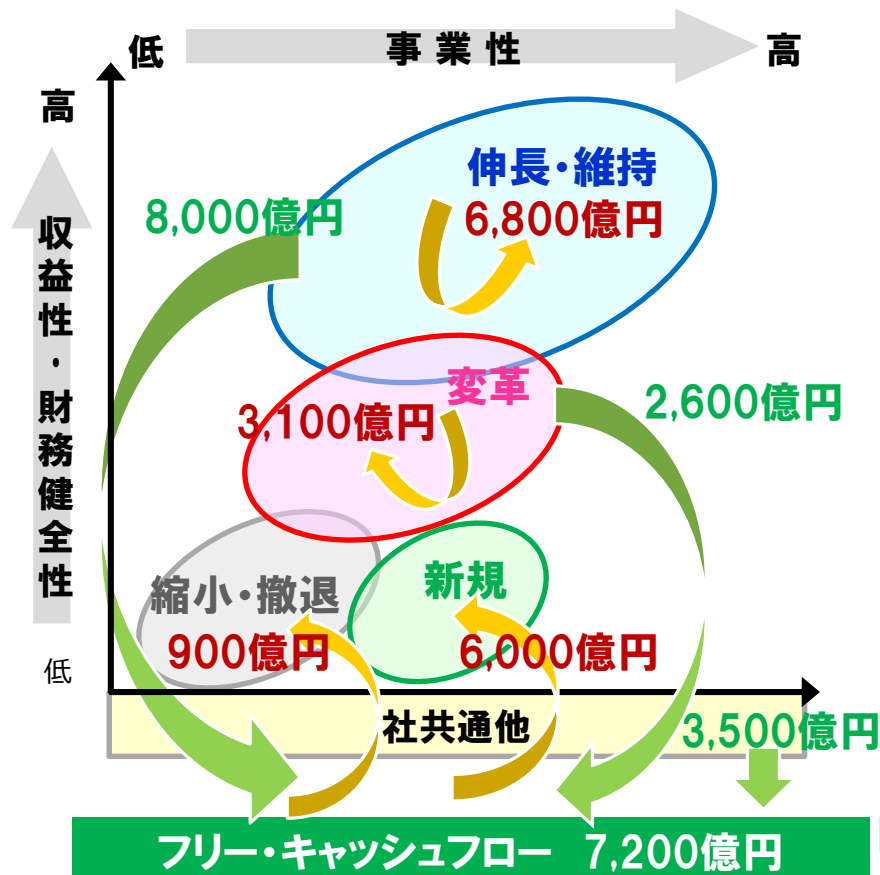 低 事業性 高
高
収益性・財務健全性
低
伸長・維持
8,000億円
6,800億円
変革
2,600億円
3,100億円
新規
縮小・撤退
900億円
6,000億円
社共通他
3,500億円
フリー・キャッシュフロー 7,200億円